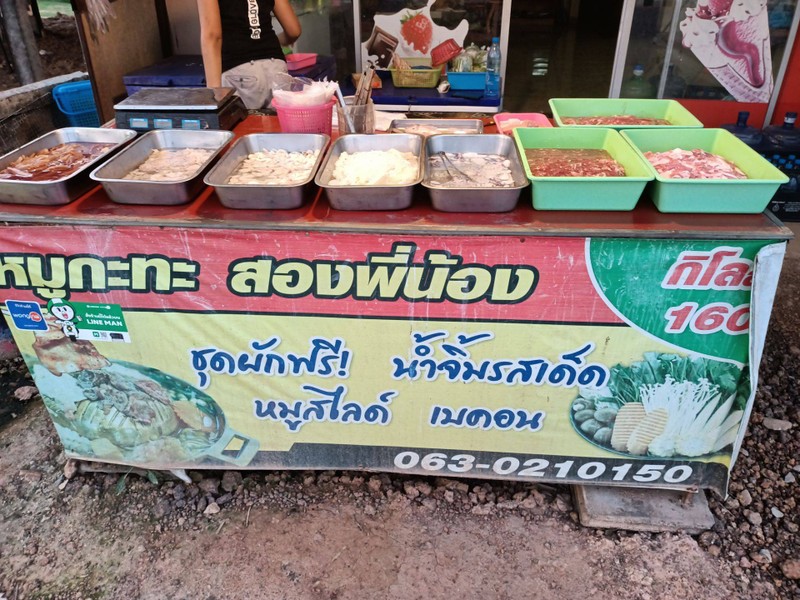 หมูกะทะ สองพี่น้อง
กิโลละ
160
LINE MAN
ชุดผักฟรี! น้ำจิ้มรสเด็ด
หมูสไลด์ เบคอน
063-0210150